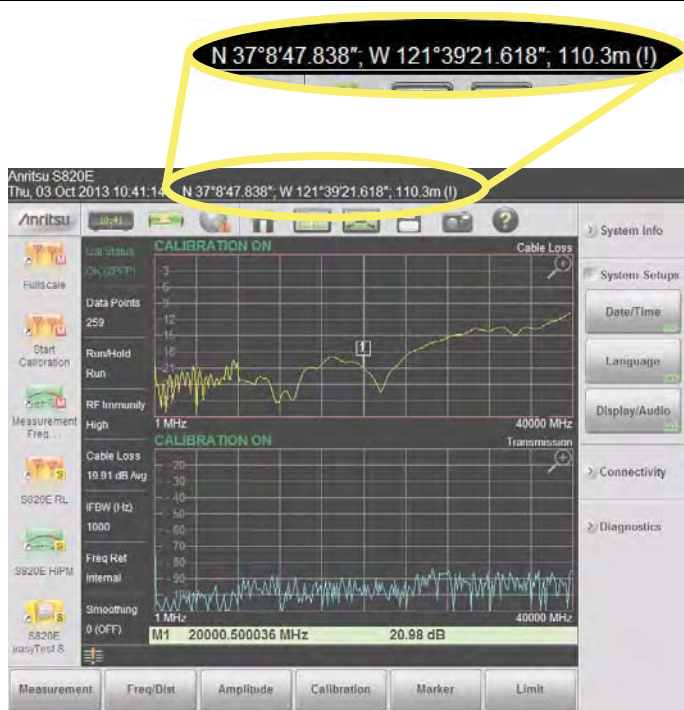 N 37°8'47.838"; W 121°39'21.618"; 110.3m (!)
Anritsu S820E
Thu, 03 Oct 2013 10:41:14 N 37°8'47.838"; W 121°39'21.618"; 110.3m (!)
Anritsu
10:41
?
System Info
System Setups
Date/Time
Language
Display/Audio
Connectivity
Diagnostics
Fullscale
Start
Calibration
Measurement
Freq...
S820E RL
S820E HIPM
S820E
easyTest S
Cal Status
OK (ZPFP)
Data Points
259
Run/Hold
Run
RF Immunity
High
Cable Loss
19.91 dB Avg
IFBW (Hz)
1000
Freq Ref
Internal
Smoothing
0 (OFF)
CALIBRATION ON
Cable Loss
-3
-6
-9
-12
-15
-18
-21
1
1 MHz
40000 MHz
CALIBRATION ON
Transmission
-20
-30
-40
-50
-60
-70
-80
-90
1 MHz
40000 MHz
M1 20000.500036 MHz 20.98 dB
Measurement
Freq/Dist
Amplitude
Calibration
Marker
Limit